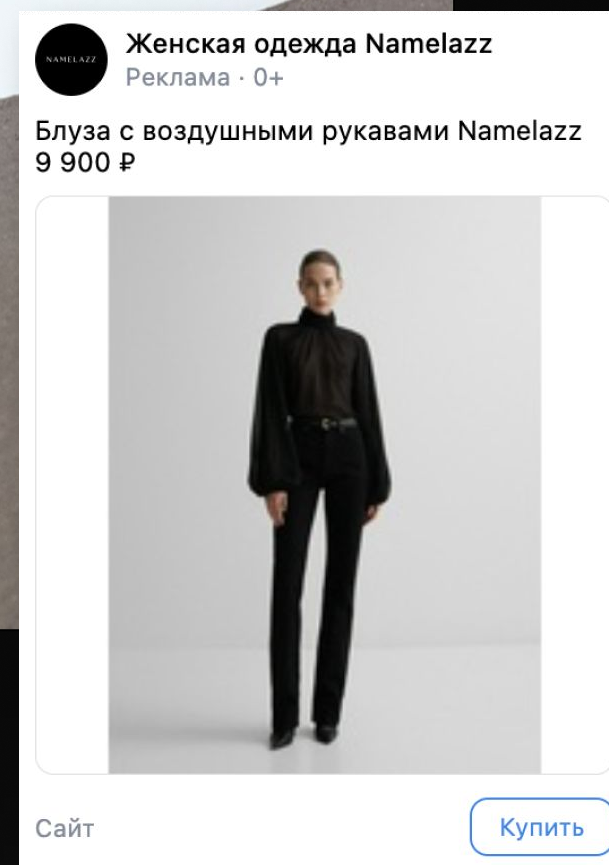 NAMELAZZ
Женская одежда Namelazz
Реклама · 0+
Блуза с воздушными рукавами Namelazz
9 900 ₽
Сайт
Купить